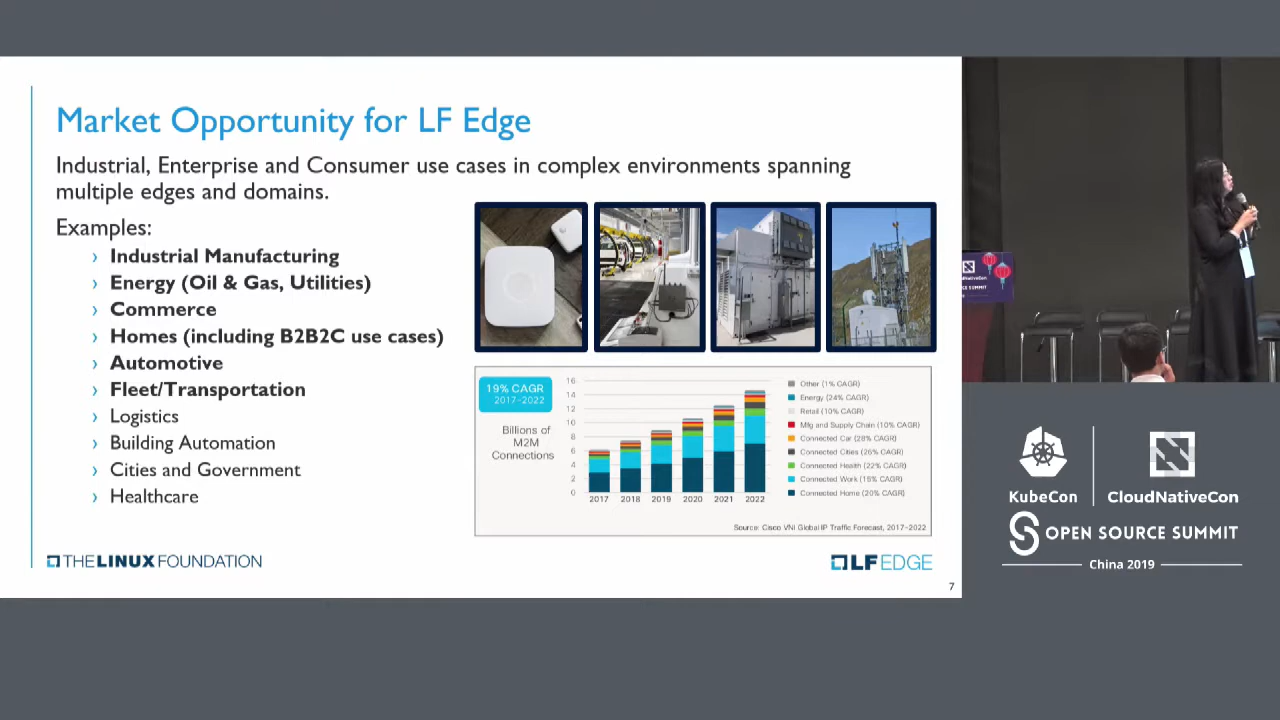 Market Opportunity for LF Edge
Industrial, Enterprise and Consumer use cases in complex environments spanning
multiple edges and domains.
Examples:
› Industrial Manufacturing
› Energy (Oil & Gas, Utilities)
› Commerce
› Homes (including B2B2C use cases)
› Automotive
› Fleet/Transportation
› Logistics
› Building Automation
› Cities and Government
› Healthcare
19% CAGR
2017-2022
Billions of
M2M
Connections
16
14
12
10
8
6
4
2
0
2017 2018 2019 2020 2021 2022
Other (1% CAGR)
Energy (24% CAGR)
Retail (10% CAGR)
Mfg and Supply Chain (10% CAGR)
Connected Car (28% CAGR)
Connected Cities (26% CAGR)
Connected Health (22% CAGR)
Connected Work (15% CAGR)
Connected Home (20% CAGR)
Source: Cisco VNI Global IP Traffic Forecast, 2017-2022
THE LINUX FOUNDATION
LF EDGE
7
KubeCon
CloudNativeCon
OPEN SOURCE SUMMIT
China 2019